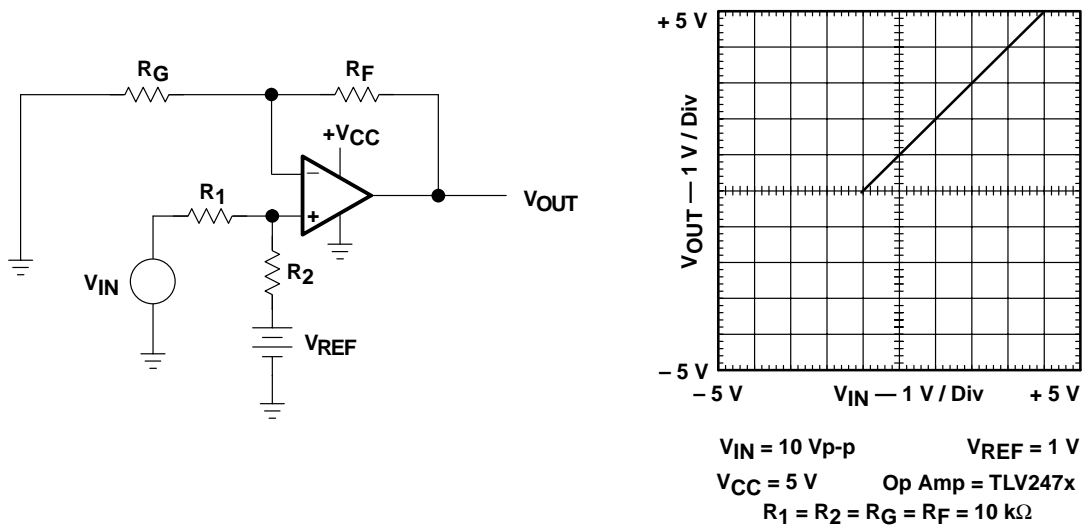 RG
RF
+VCC
R1
–
+
VOUT
R2
VIN
VREF
+ 5 V
VOUT — 1 V / Div
– 5 V
– 5 V
VIN — 1 V / Div
+ 5 V
VIN = 10 Vp-p
VREF = 1 V
VCC = 5 V
Op Amp = TLV247x
R1 = R2 = RG = RF = 10 kΩ